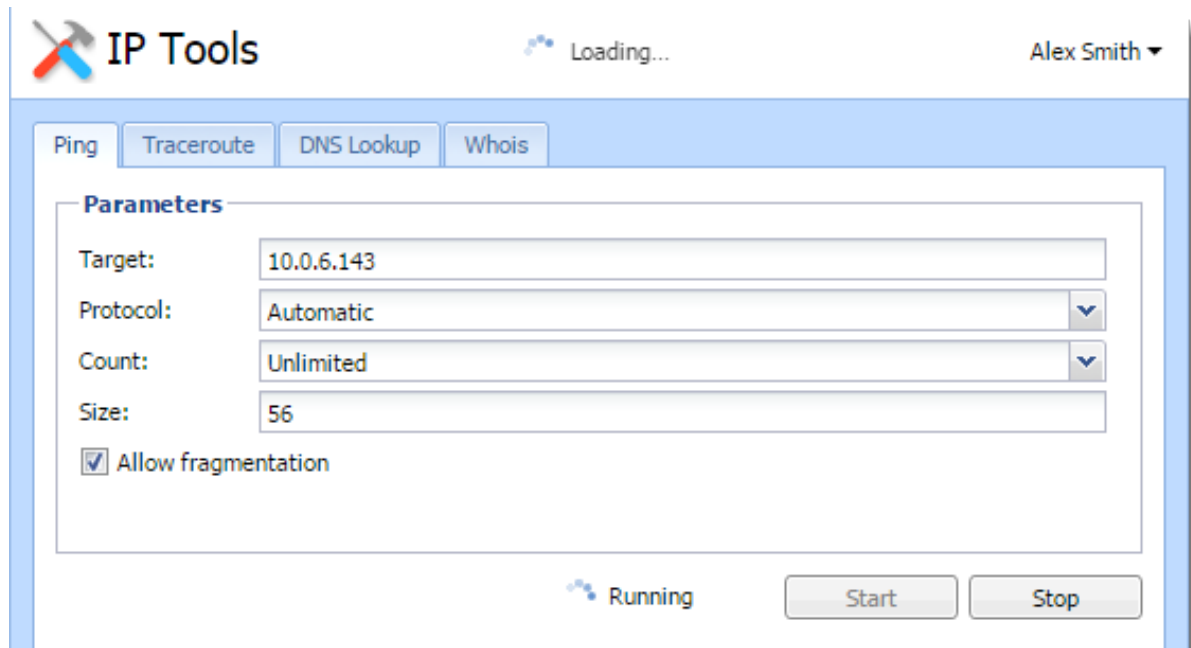 IP Tools Loading... Alex Smith
Ping Traceroute DNS Lookup Whois
Parameters
Target: 10.0.6.143
Protocol: Automatic
Count: Unlimited
Size: 56
Allow fragmentation
Running Start Stop